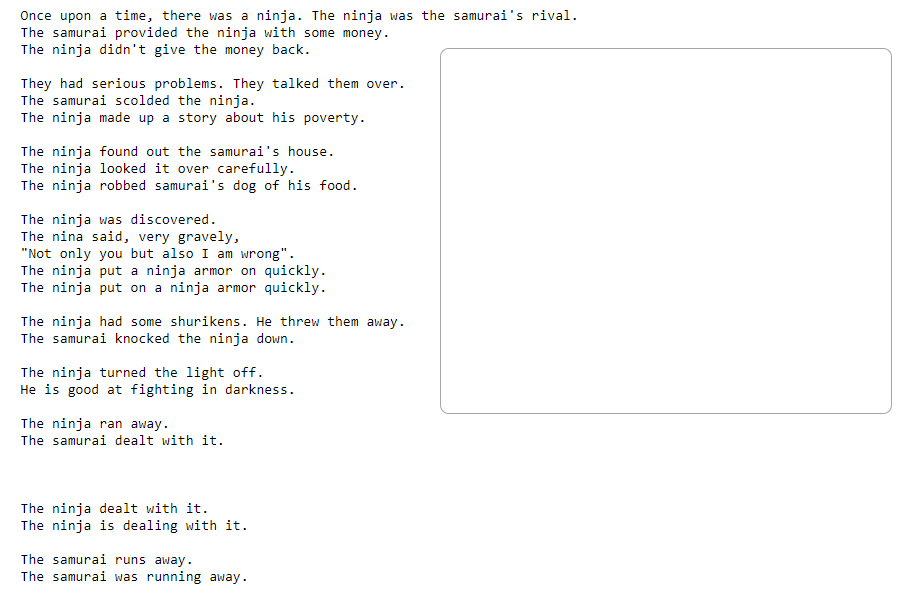 Once upon a time, there was a ninja. The ninja was the samurai's rival.
The samurai provided the ninja with some money.
The ninja didn't give the money back.
They had serious problems. They talked them over.
The samurai scolded the ninja.
The ninja made up a story about his poverty.
The ninja found out the samurai's house.
The ninja looked it over carefully.
The ninja robbed samurai's dog of his food.
The ninja was discovered.
The nina said, very gravely,
"Not only you but also I am wrong".
The ninja put a ninja armor on quickly.
The ninja put on a ninja armor quickly.
The ninja had some shurikens. He threw them away.
The samurai knocked the ninja down.
The ninja turned the light off.
He is good at fighting in darkness.
The ninja ran away.
The samurai dealt with it.
The ninja dealt with it.
The ninja is dealing with it.
The samurai runs away.
The samurai was running away.